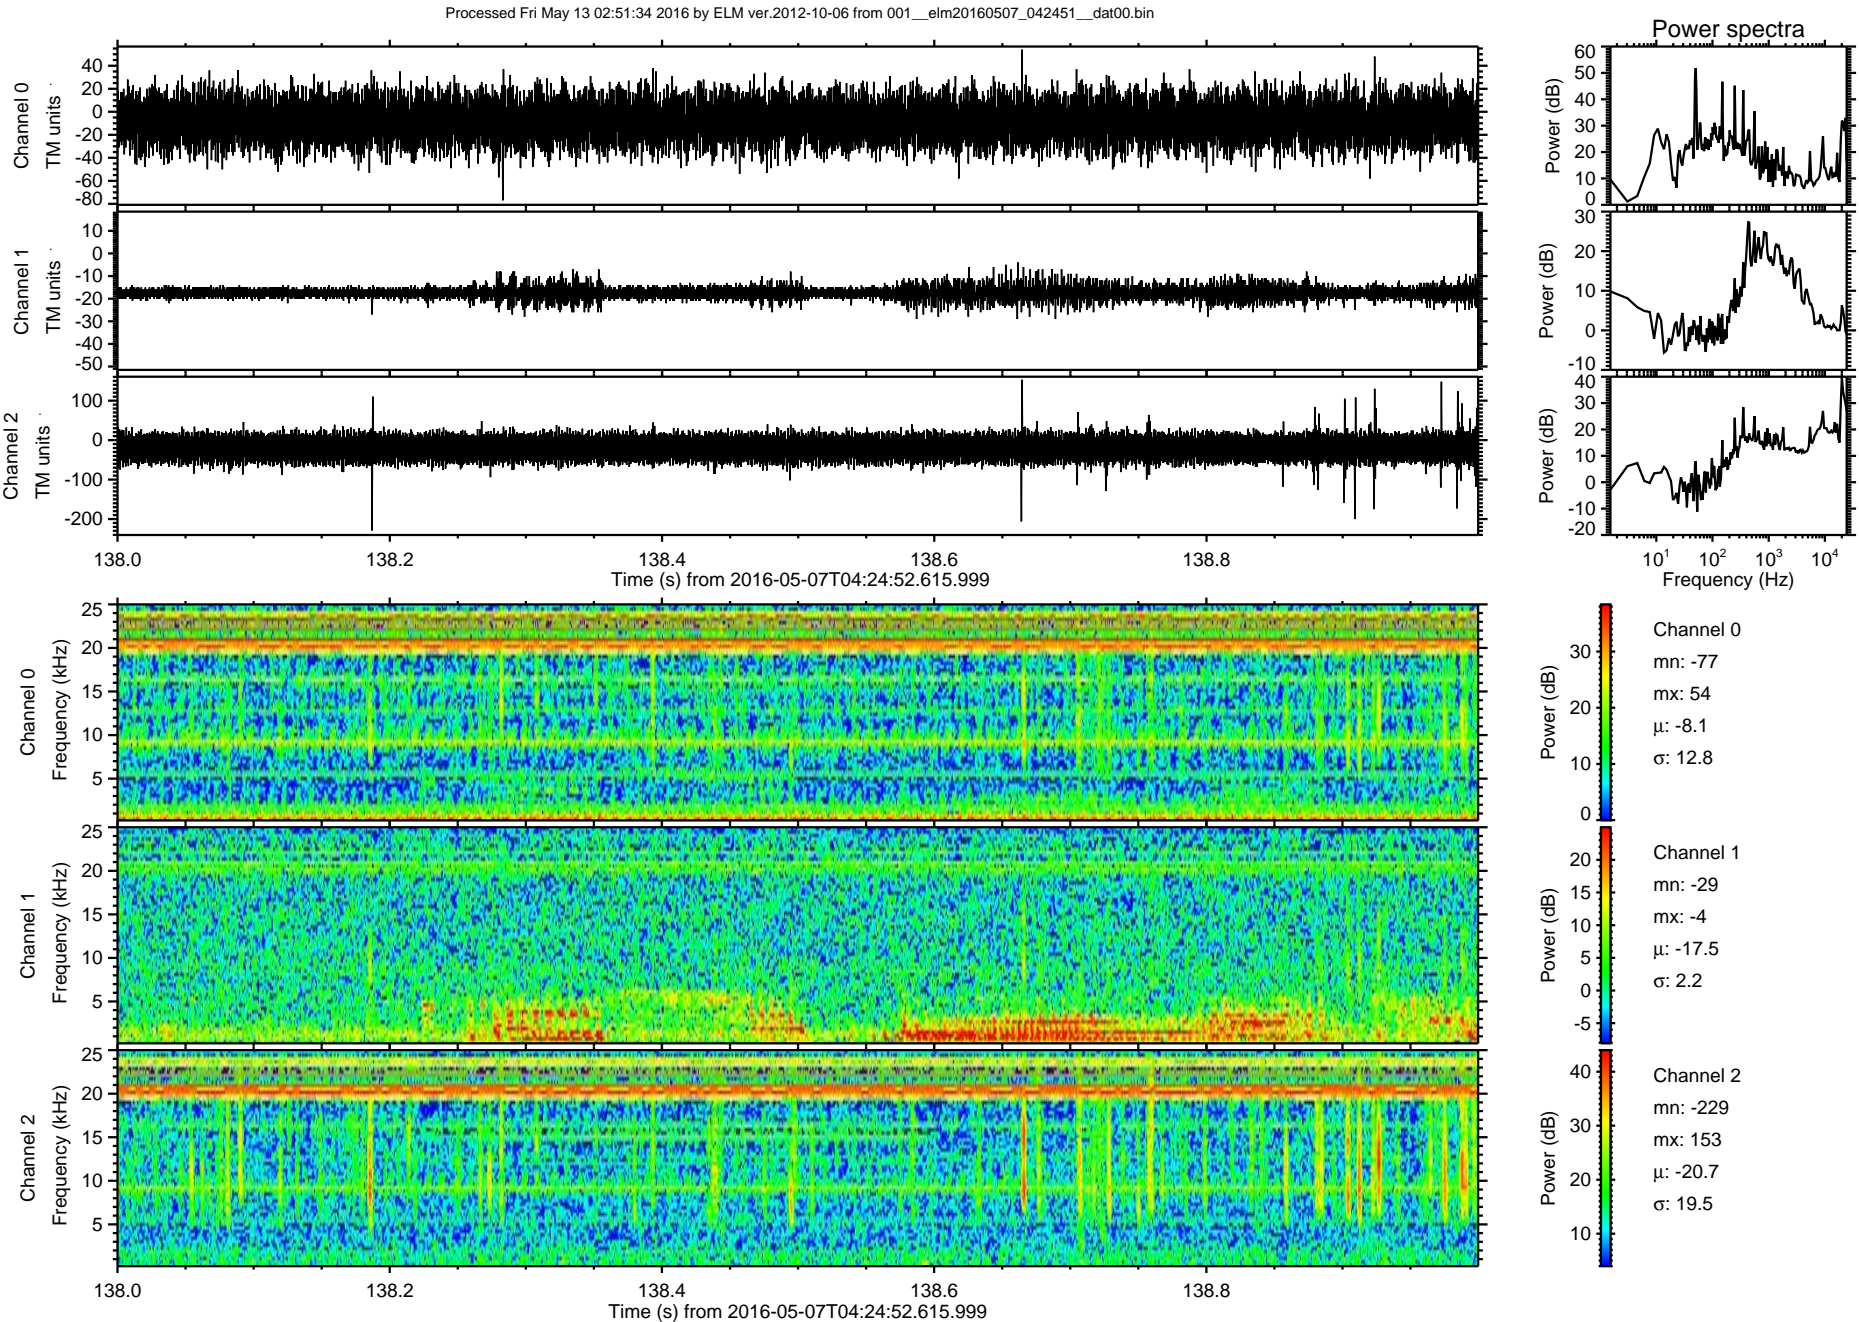 Processed Fri May 13 02:51:34 2016 by ELM ver.2012-10-06 from 001__elm20160507_042451__dat00.bin
Power spectra
Channel 0
TM units
40
20
0
-20
-40
-60
-80
Power (dB)
60
50
40
30
20
10
0
Channel 1
TM units
10
0
-10
-20
-30
-40
-50
Power (dB)
30
20
10
0
-10
Channel 2
TM units
100
0
-100
-200
Power (dB)
40
30
20
10
0
-10
-20
138.0 138.2 138.4 138.6 138.8
Time (s) from 2016-05-07T04:24:52.615.999
10¹ 10² 10³ 10⁴
Frequency (Hz)
Channel 0
Frequency (kHz)
25
20
15
10
5
Power (dB)
30
20
10
0
Channel 0
mn: -77
mx: 54
μ: -8.1
σ: 12.8
Channel 1
Frequency (kHz)
25
20
15
10
5
Power (dB)
20
15
10
5
0
-5
Channel 1
mn: -29
mx: -4
μ: -17.5
σ: 2.2
Channel 2
Frequency (kHz)
25
20
15
10
5
Power (dB)
40
30
20
10
Channel 2
mn: -229
mx: 153
μ: -20.7
σ: 19.5
138.0 138.2 138.4 138.6 138.8
Time (s) from 2016-05-07T04:24:52.615.999